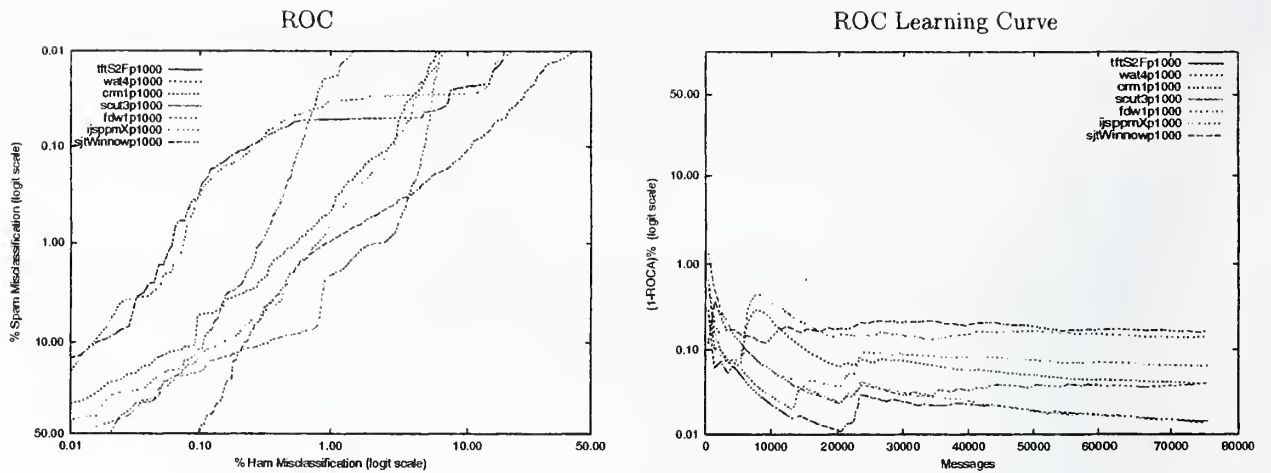 ROC
0.01
0.10
1.00
10.00
50.00
% Spam Misclassification (logit scale)
tftS2Fp1000
wat4p1000
crm1p1000
scut3p1000
fdw1p1000
ijsppmXp1000
sjtWinnowp1000
0.01
0.10
1.00
10.00
50.00
% Ham Misclassification (logit scale)
ROC Learning Curve
50.00
10.00
1.00
0.10
0.01
(1-ROCA)% (logit scale)
tftS2Fp1000
wat4p1000
crm1p1000
scut3p1000
fdw1p1000
ijsppmXp1000
sjtWinnowp1000
0
10000
20000
30000
40000
50000
60000
70000
80000
Messages